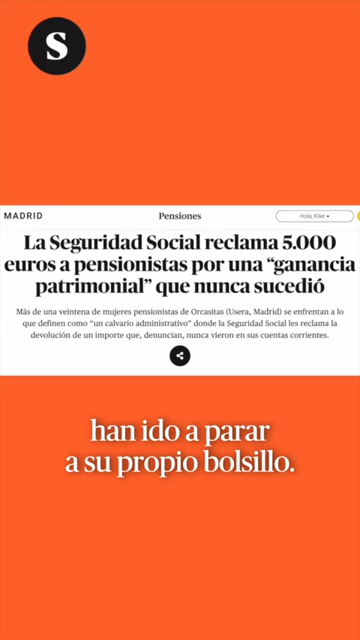 S
MADRID
Pensiones
Hola, Kike
La Seguridad Social reclama 5.000
euros a pensionistas por una “ganancia
patrimonial” que nunca sucedió
Más de una veintena de mujeres pensionistas de Orcasitas (Usera, Madrid) se enfrentan a lo
que definen como “un calvario administrativo” donde la Seguridad Social les reclama la
devolución de un importe que, denuncian, nunca vieron en sus cuentas corrientes.
han ido a parar
a su propio bolsillo.